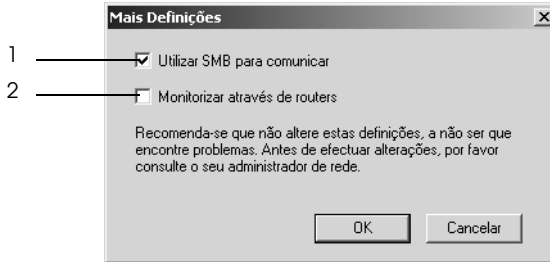 Mais Definições
1
Utilizar SMB para comunicar
2
Monitorizar através de routers
Recomenda-se que não altere estas definições, a não ser que
encontre problemas. Antes de efectuar alterações, por favor
consulte o seu administrador de rede.
OK
Cancelar